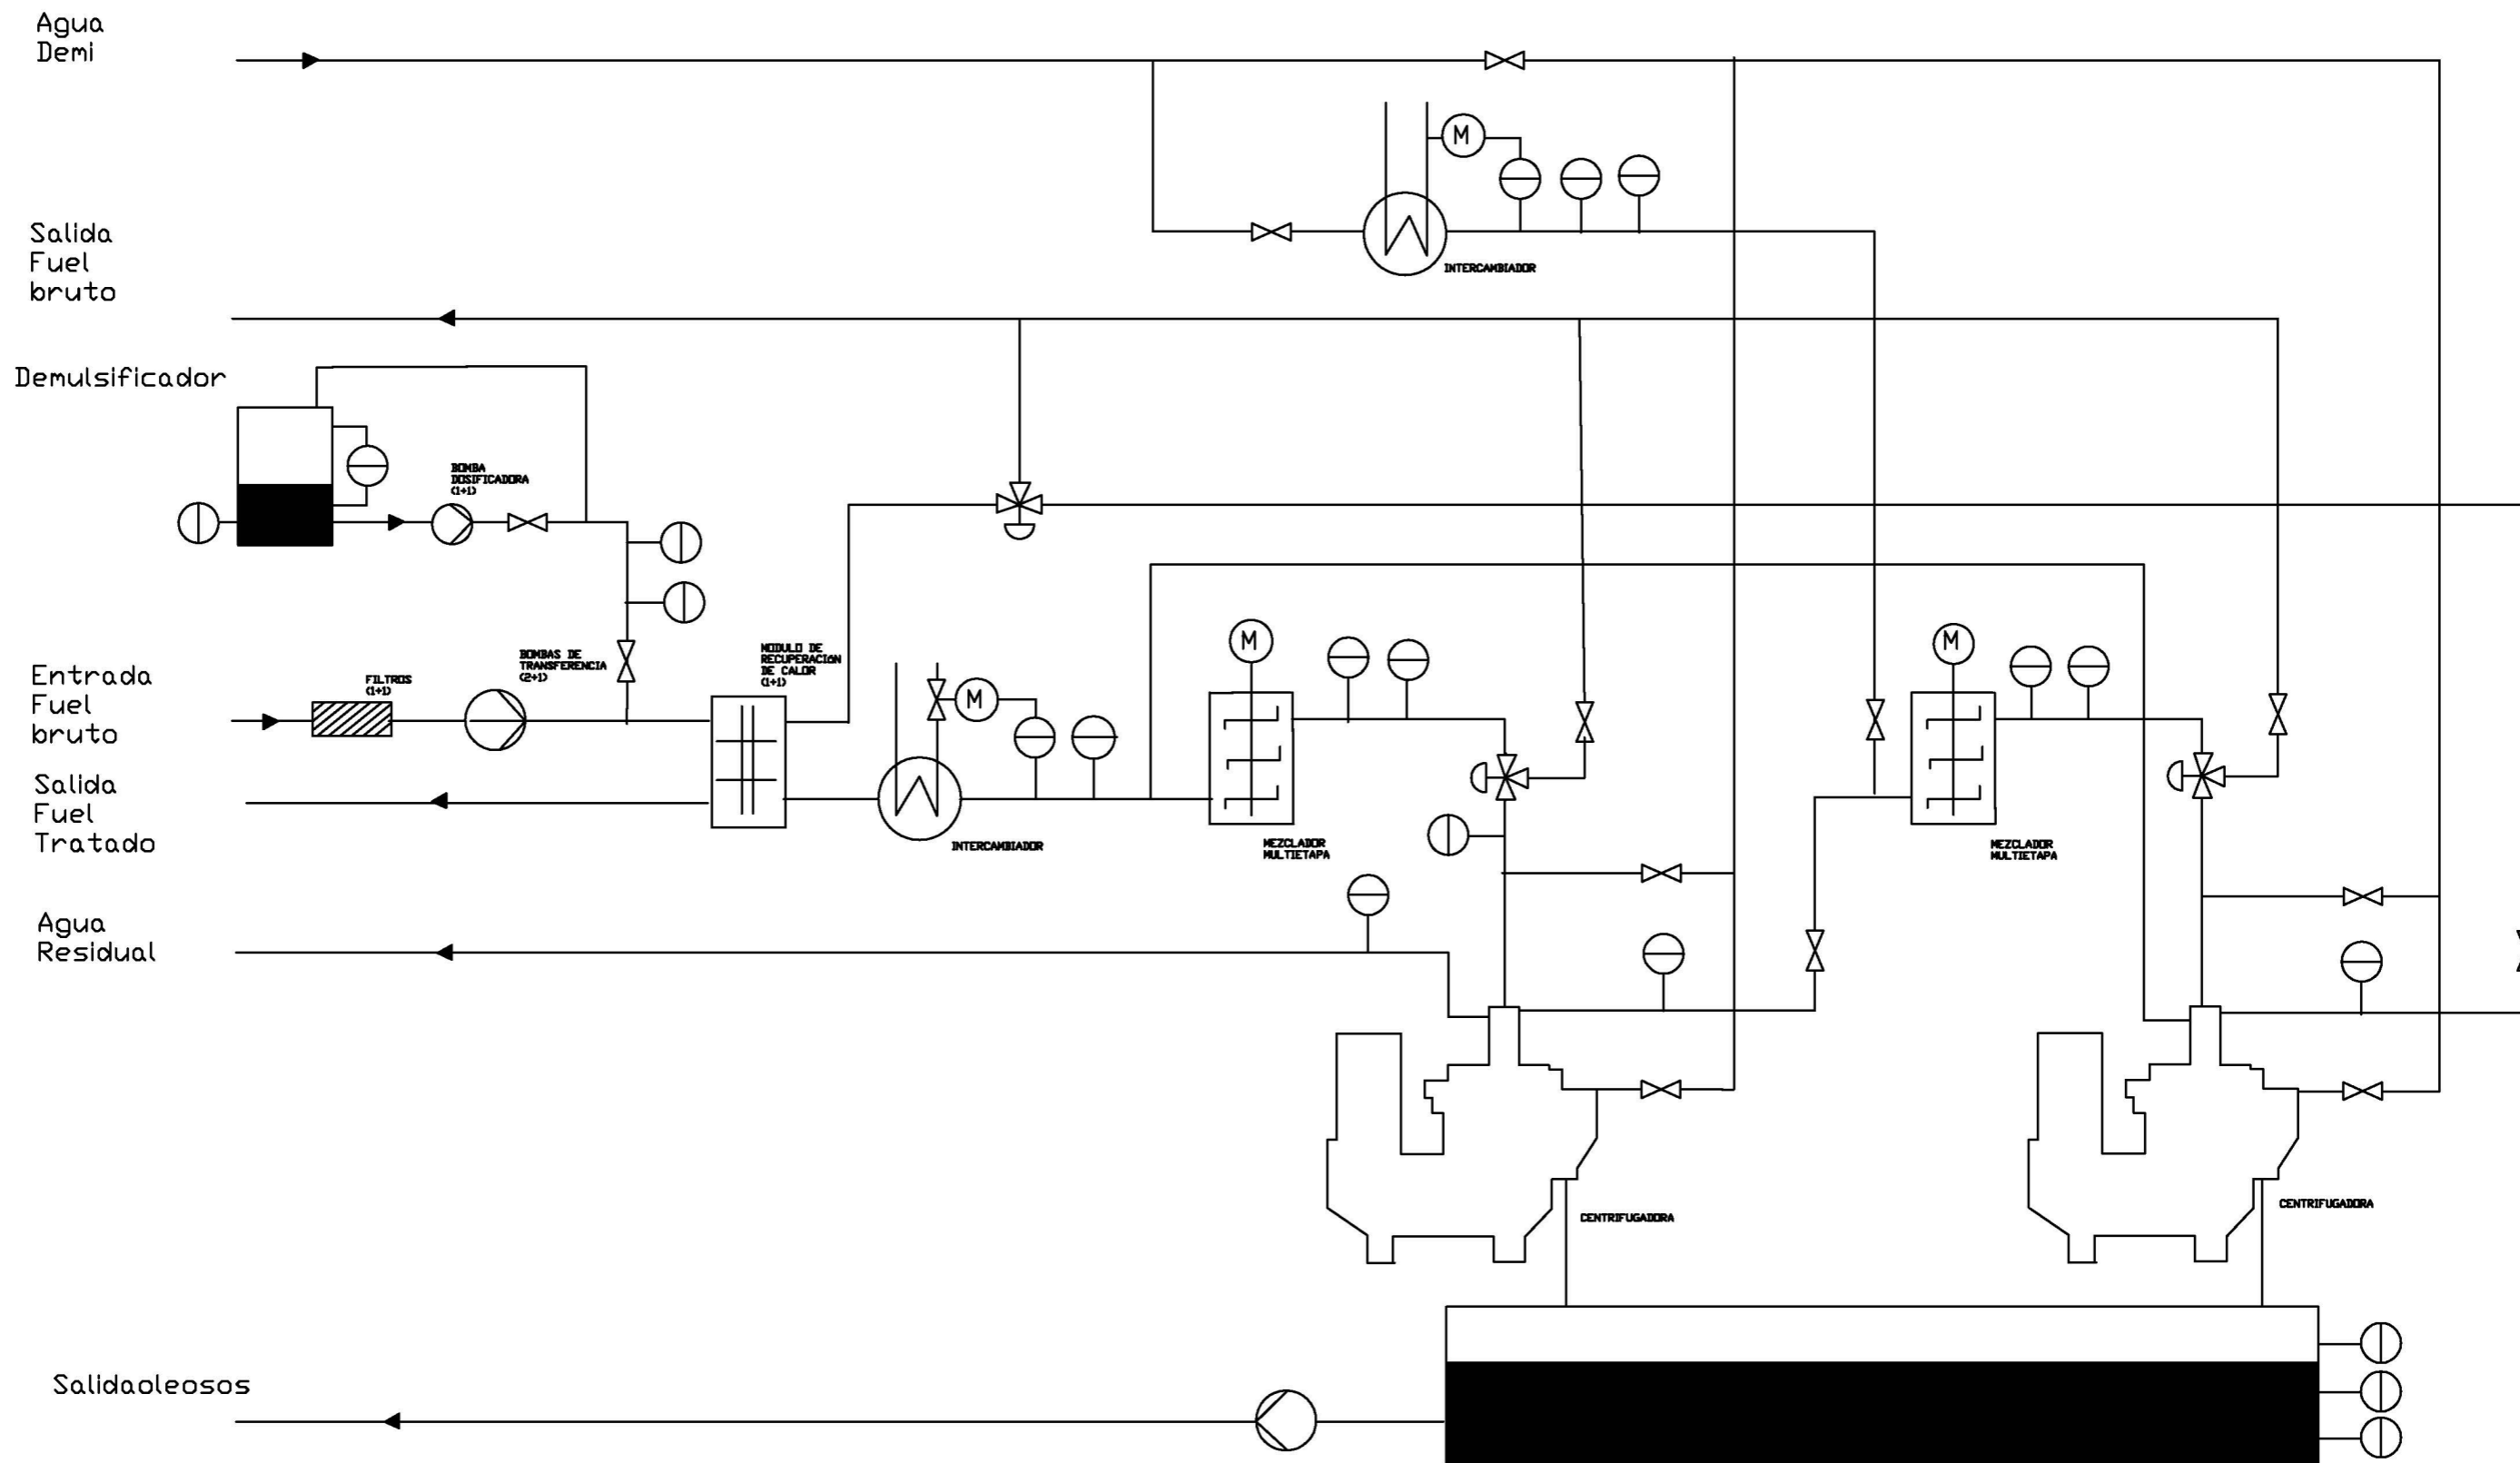 Agua
Demi
M
INTERCAMBIADOR
Salida
Fuel
bruto
Demulsificador
BOMBA
DOSIFICADORA
(1+1)
Entrada
Fuel
bruto
FILTROS
(1+1)
BOMBAS DE
TRANSFERENCIA
(2+1)
MODULO DE
RECUPERACIÓN
DE CALOR
(1+1)
M
M
M
INTERCAMBIADOR
MEZCLADOR
MULTIETAPA
MEZCLADOR
MULTIETAPA
Salida
Fuel
Tratado
Agua
Residual
CENTRIFUGADORA
CENTRIFUGADORA
Salidaoleosos